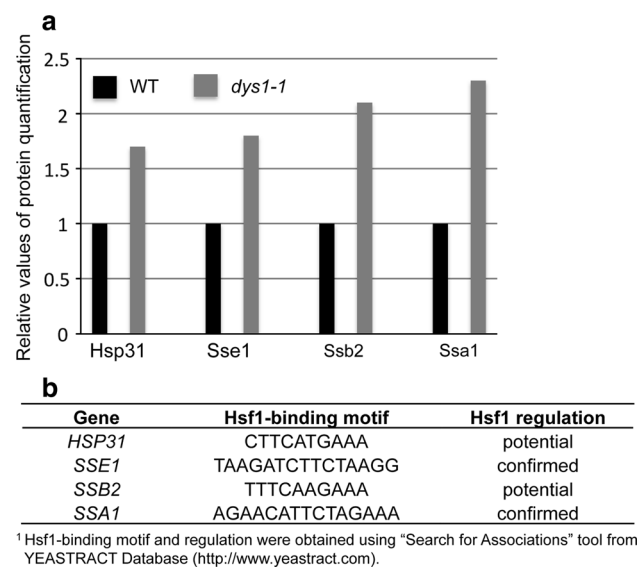 a
Relative values of protein quantification
2.5
2
1.5
1
0.5
0
WT
dys1-1
Hsp31 Sse1 Ssb2 Ssa1
b
Gene Hsf1-binding motif Hsf1 regulation
HSP31 CTTCATGAAA potential
SSE1 TAAGATCTTCTAAGG confirmed
SSB2 TTTCAAGAAA potential
SSA1 AGAACATTCTAGAAA confirmed
1 Hsf1-binding motif and regulation were obtained using “Search for Associations” tool from
YEASTRACT Database (http://www.yeastract.com).